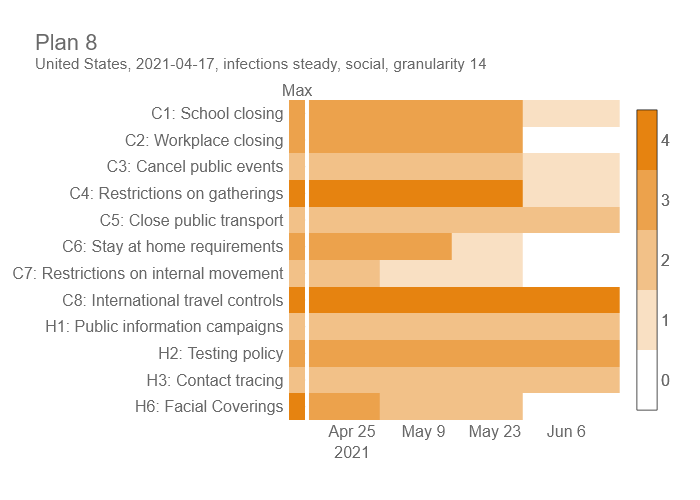 Plan 8
United States, 2021-04-17, infections steady, social, granularity 14
Max
C1: School closing
C2: Workplace closing
C3: Cancel public events
C4: Restrictions on gatherings
C5: Close public transport
C6: Stay at home requirements
C7: Restrictions on internal movement
C8: International travel controls
H1: Public information campaigns
H2: Testing policy
H3: Contact tracing
H6: Facial Coverings
Apr 25 May 9 May 23 Jun 6
2021
4
3
2
1
0